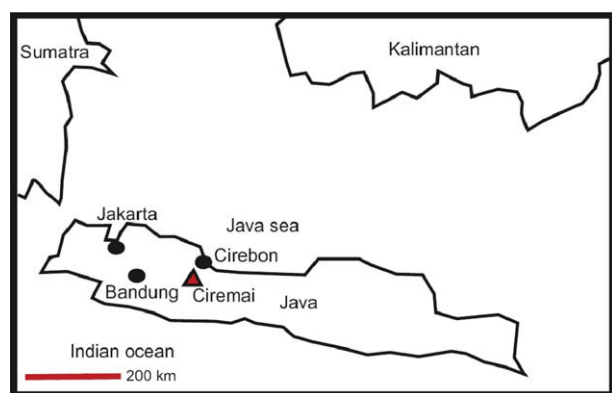 Sumatra
Kalimantan
Jakarta
Java sea
Cirebon
Bandung
Ciremai
Java
Indian ocean
200 km